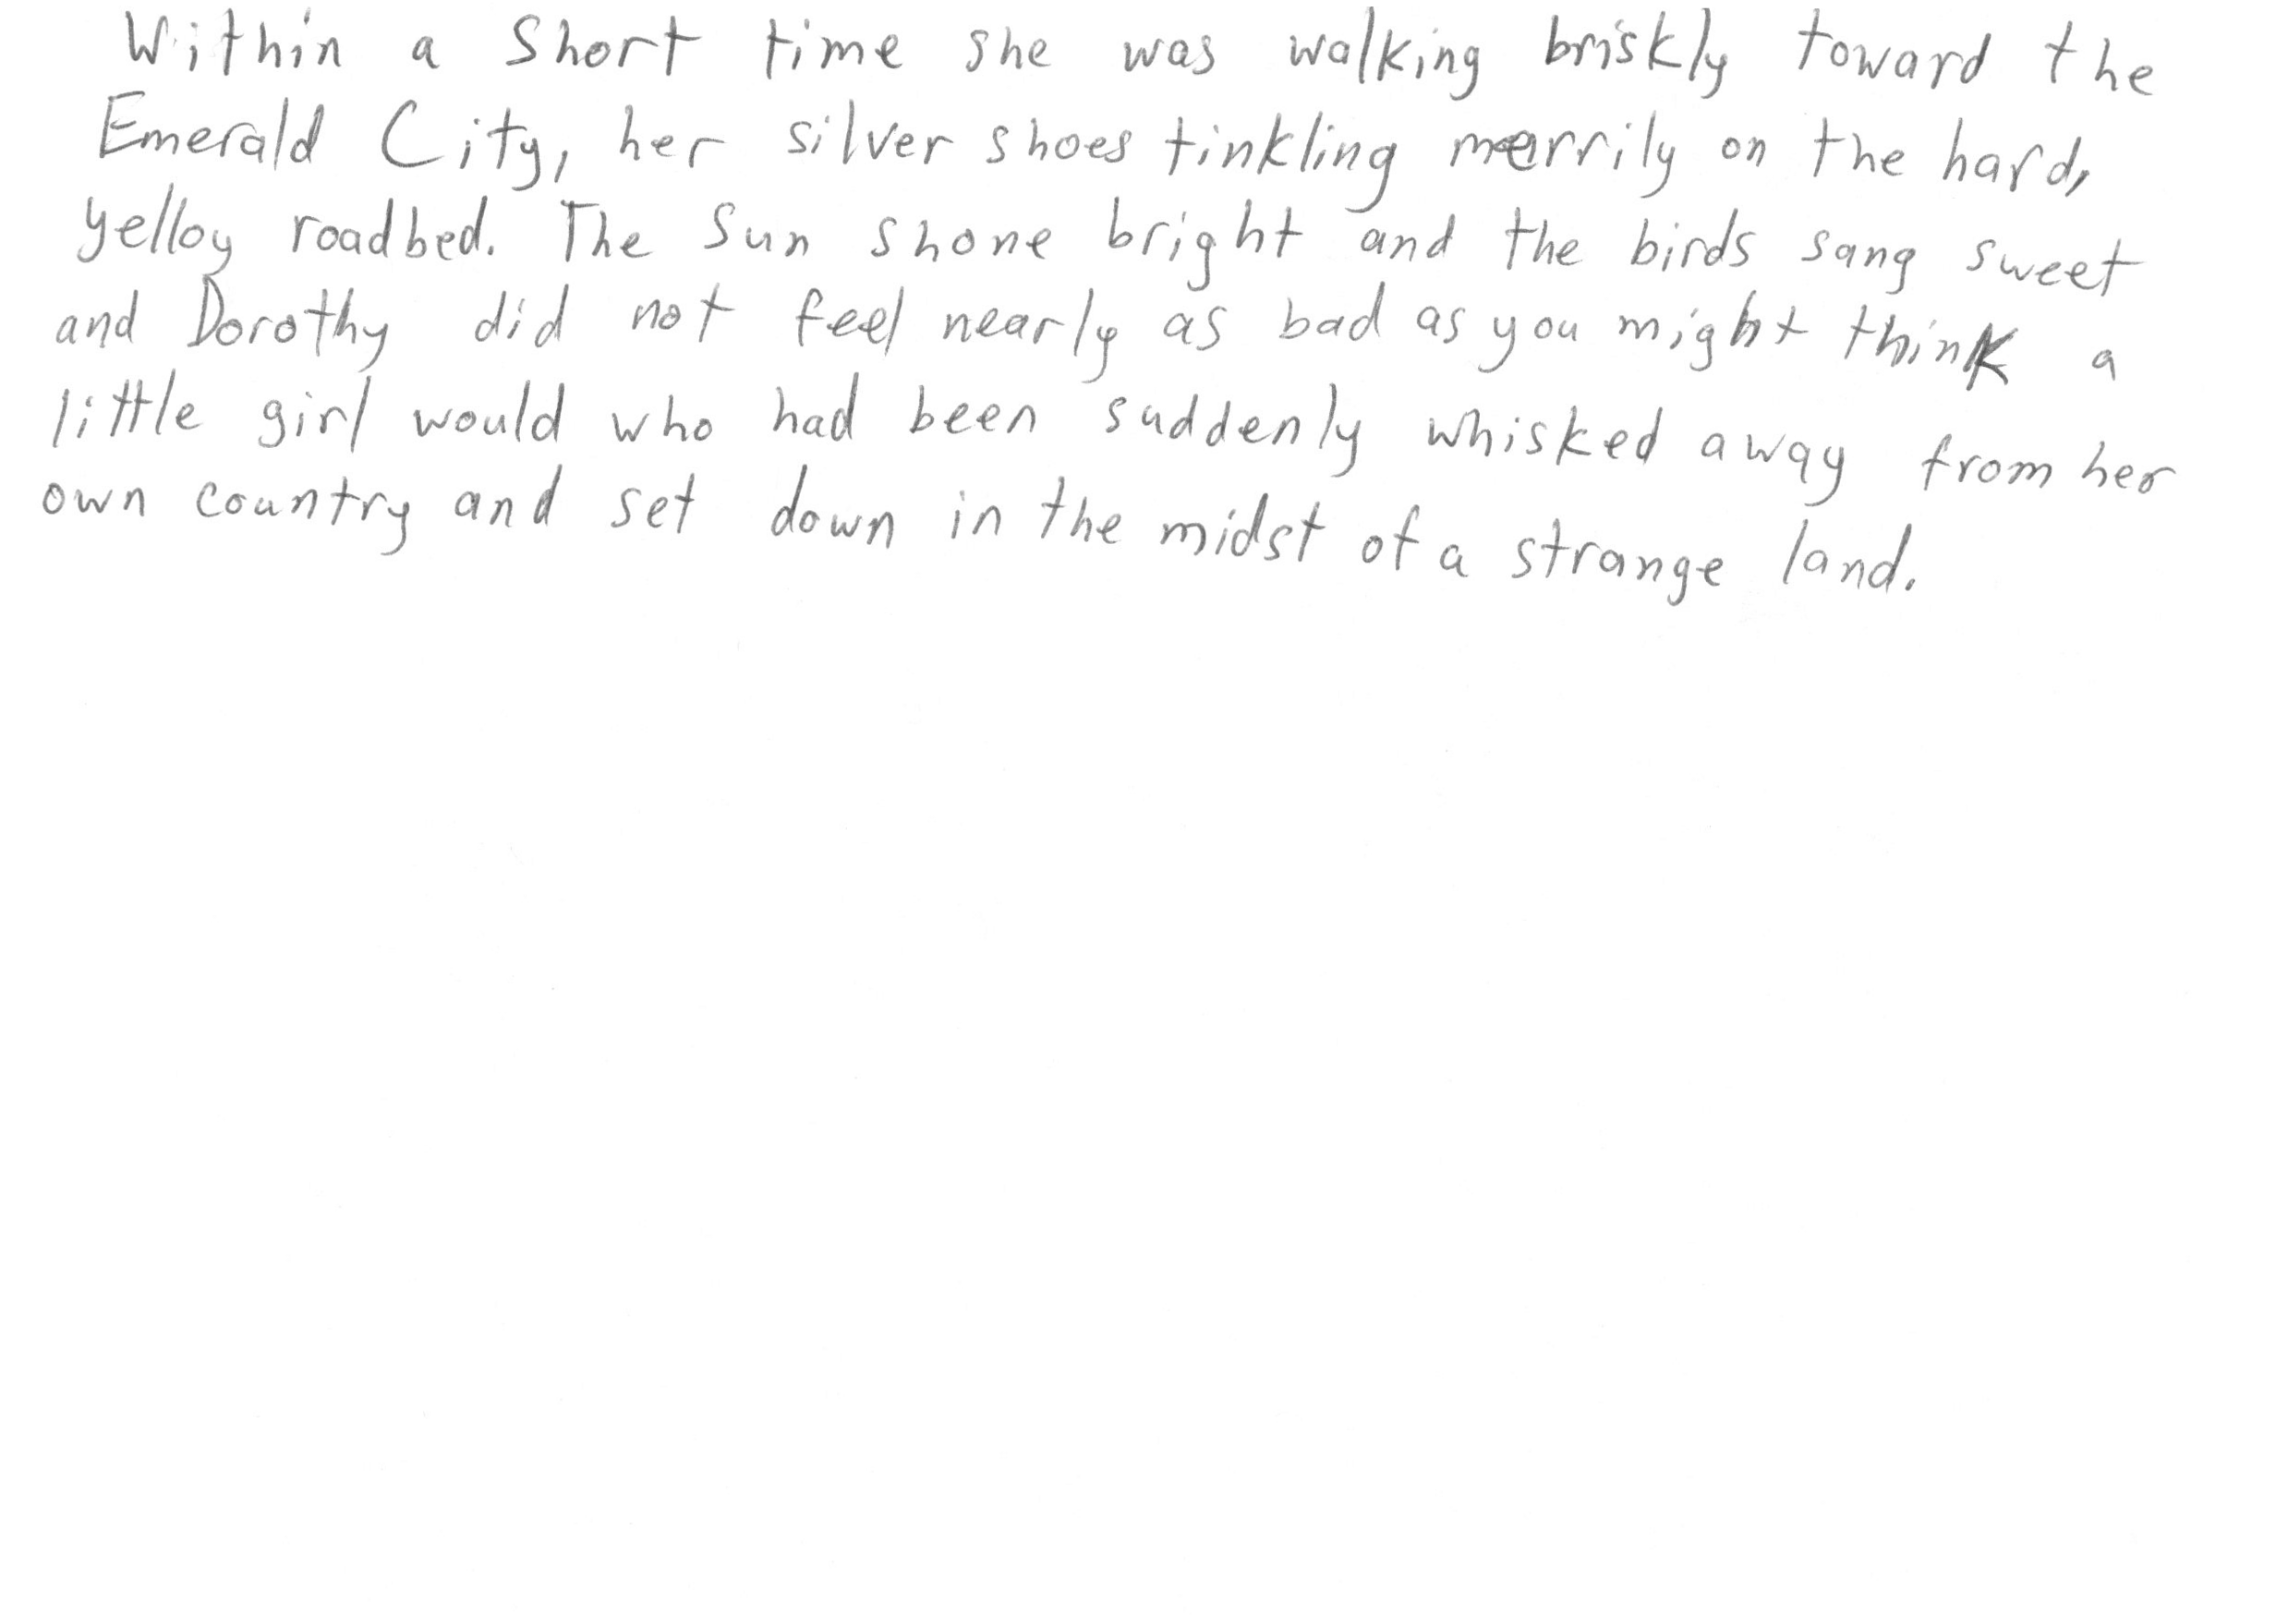 Within a short time she was walking briskly toward the
Emerald City, her silver shoes tinkling merrily on the hard,
yelloy roadbed. The sun shone bright and the birds sang sweet
and Dorothy did not feel nearly as bad as you might think a
little girl would who had been suddenly whisked away from her
own country and set down in the midst of a strange land.